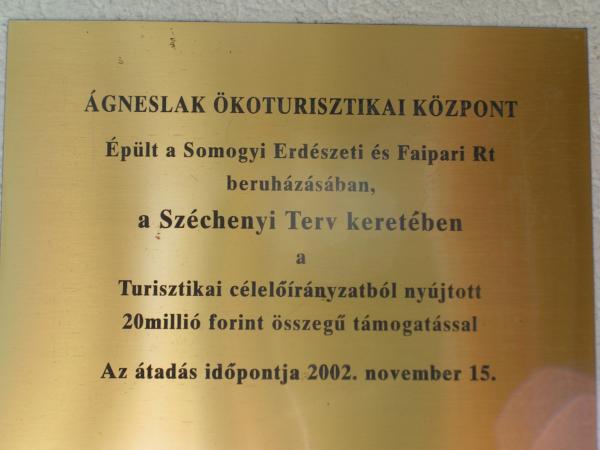 ÁGNESLAK ÖKOTURISZTIKAI KÖZPONT
Épült a Somogyi Erdészeti és Faipari Rt
beruházásában,
a Széchenyi Terv keretében
a
Turisztikai célelőírányzatból nyújtott
20millió forint összegű támogatással
Az átadás időpontja 2002. november 15.